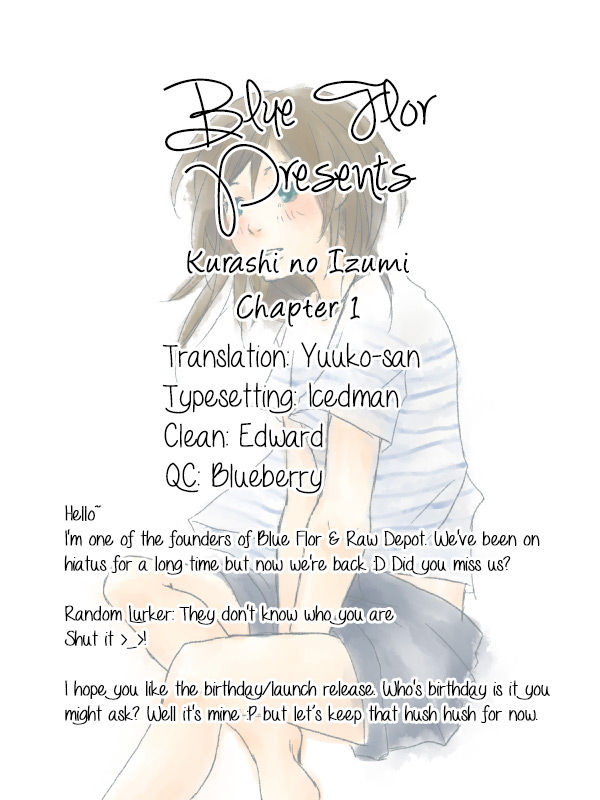 Blue Flor
Presents
Kurashi no Izumi
Chapter 1
Translation: Yuuko-san
Typesetting: Icedman
Clean: Edward
QC: Blueberry
Hello~
I'm one of the founders of Blue Flor & Raw Depot. We've been on
hiatus for a long time but now we're back :D Did you miss us?
Random Lurker: They don't know who you are
Shut it >_>!
I hope you like the birthday/launch release. Who's birthday is it you
might ask? Well it's mine :P but let's keep that hush hush for now.